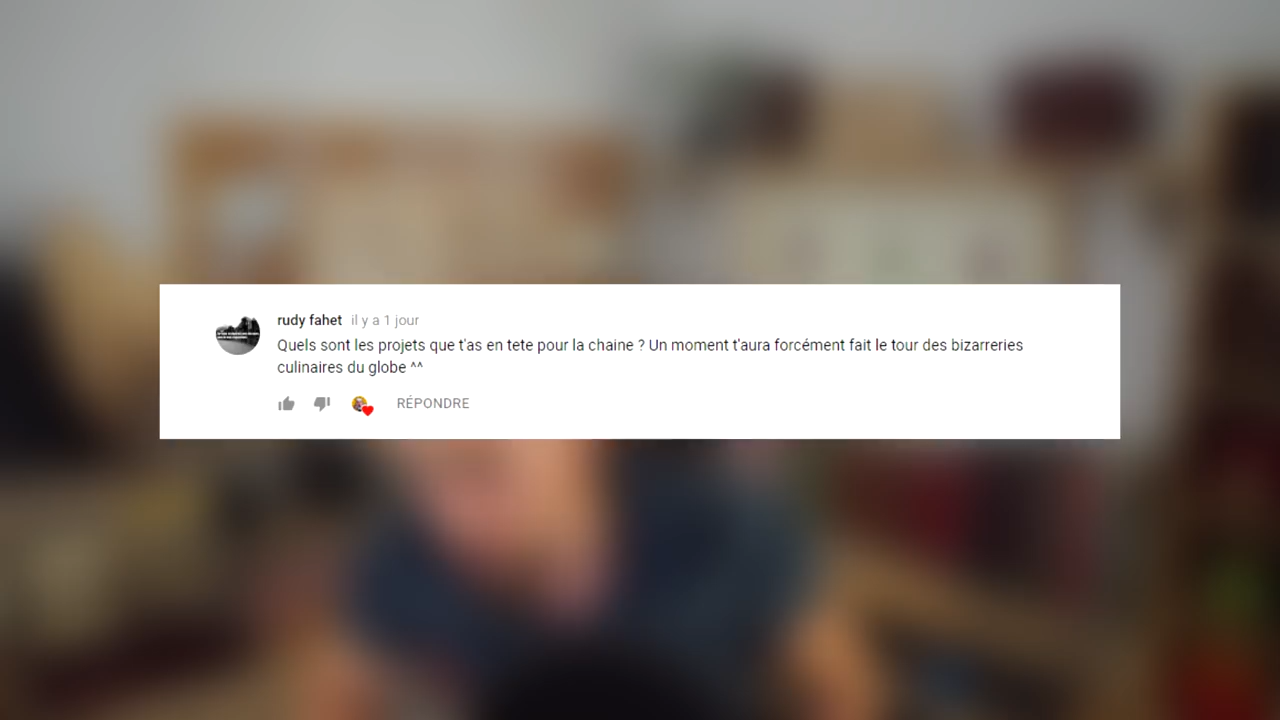 rudy fahet il y a 1 jour
Quels sont les projets que t'as en tete pour la chaine ? Un moment t'aura forcément fait le tour des bizarreries
culinaires du globe ^^
RÉPONDRE